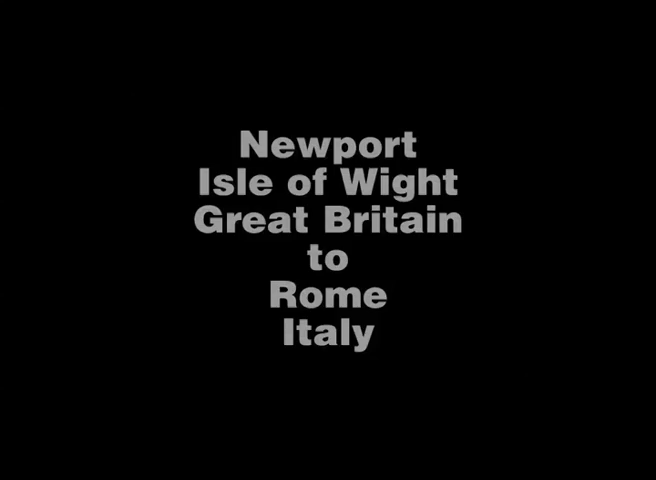 Newport
Isle of Wight
Great Britain
to
Rome
Italy